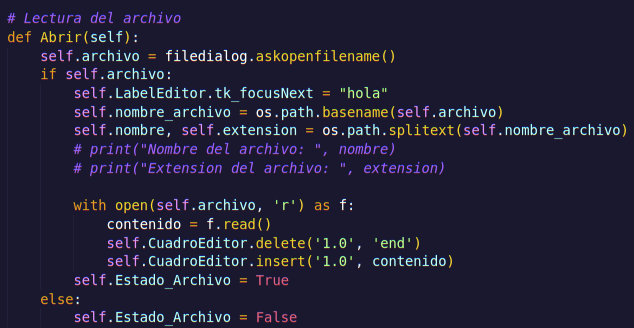 # Lectura del archivo
def Abrir(self):
    self.archivo = filedialog.askopenfilename()
    if self.archivo:
        self.LabelEditor.tk_focusNext = "hola"
        self.nombre_archivo = os.path.basename(self.archivo)
        self.nombre, self.extension = os.path.splitext(self.nombre_archivo)
        # print("Nombre del archivo: ", nombre)
        # print("Extension del archivo: ", extension)

        with open(self.archivo, 'r') as f:
            contenido = f.read()
            self.CuadroEditor.delete('1.0', 'end')
            self.CuadroEditor.insert('1.0', contenido)
        self.Estado_Archivo = True
    else:
        self.Estado_Archivo = False